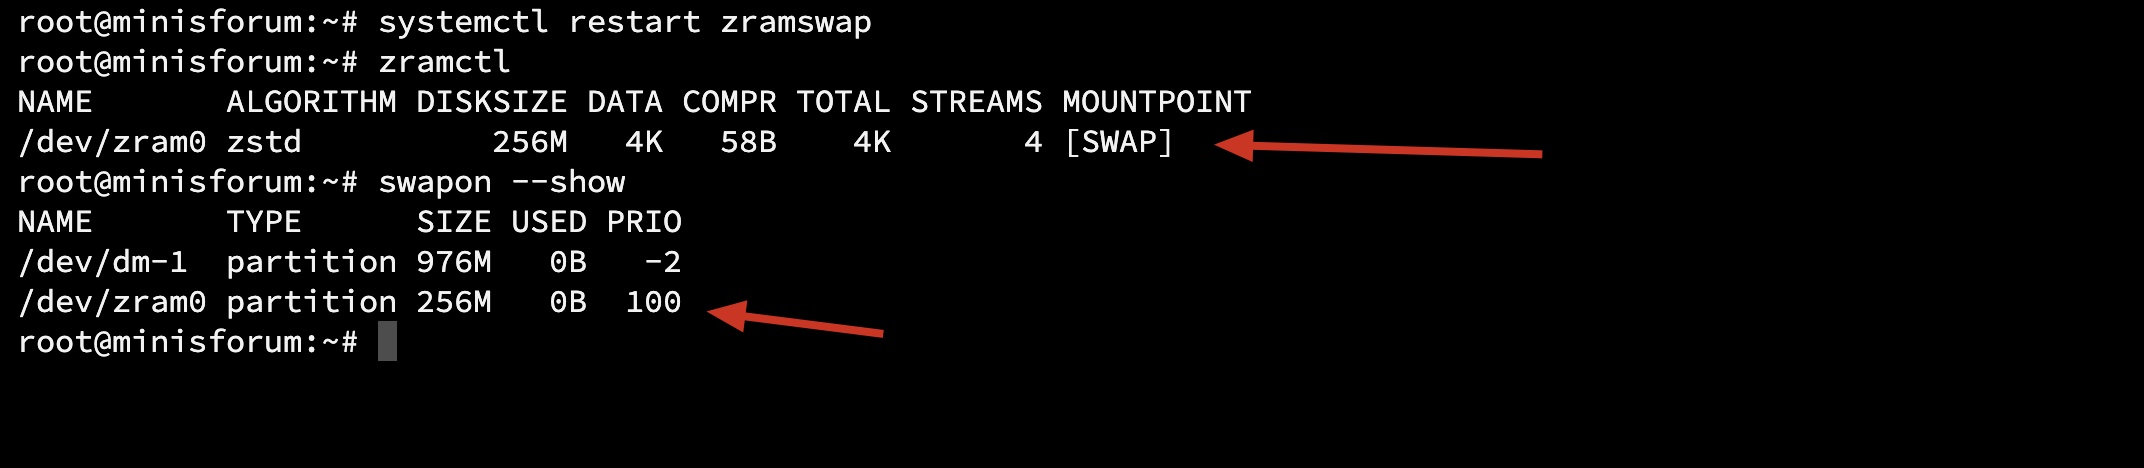 root@minisforum:~# systemctl restart zramswap
root@minisforum:~# zramctl
NAME       ALGORITHM DISKSIZE DATA COMPR TOTAL STREAMS MOUNTPOINT
/dev/zram0 zstd          256M   4K   58B    4K       4 [SWAP]
root@minisforum:~# swapon --show
NAME       TYPE      SIZE USED PRIO
/dev/dm-1  partition 976M   0B   -2
/dev/zram0 partition 256M   0B  100
root@minisforum:~#